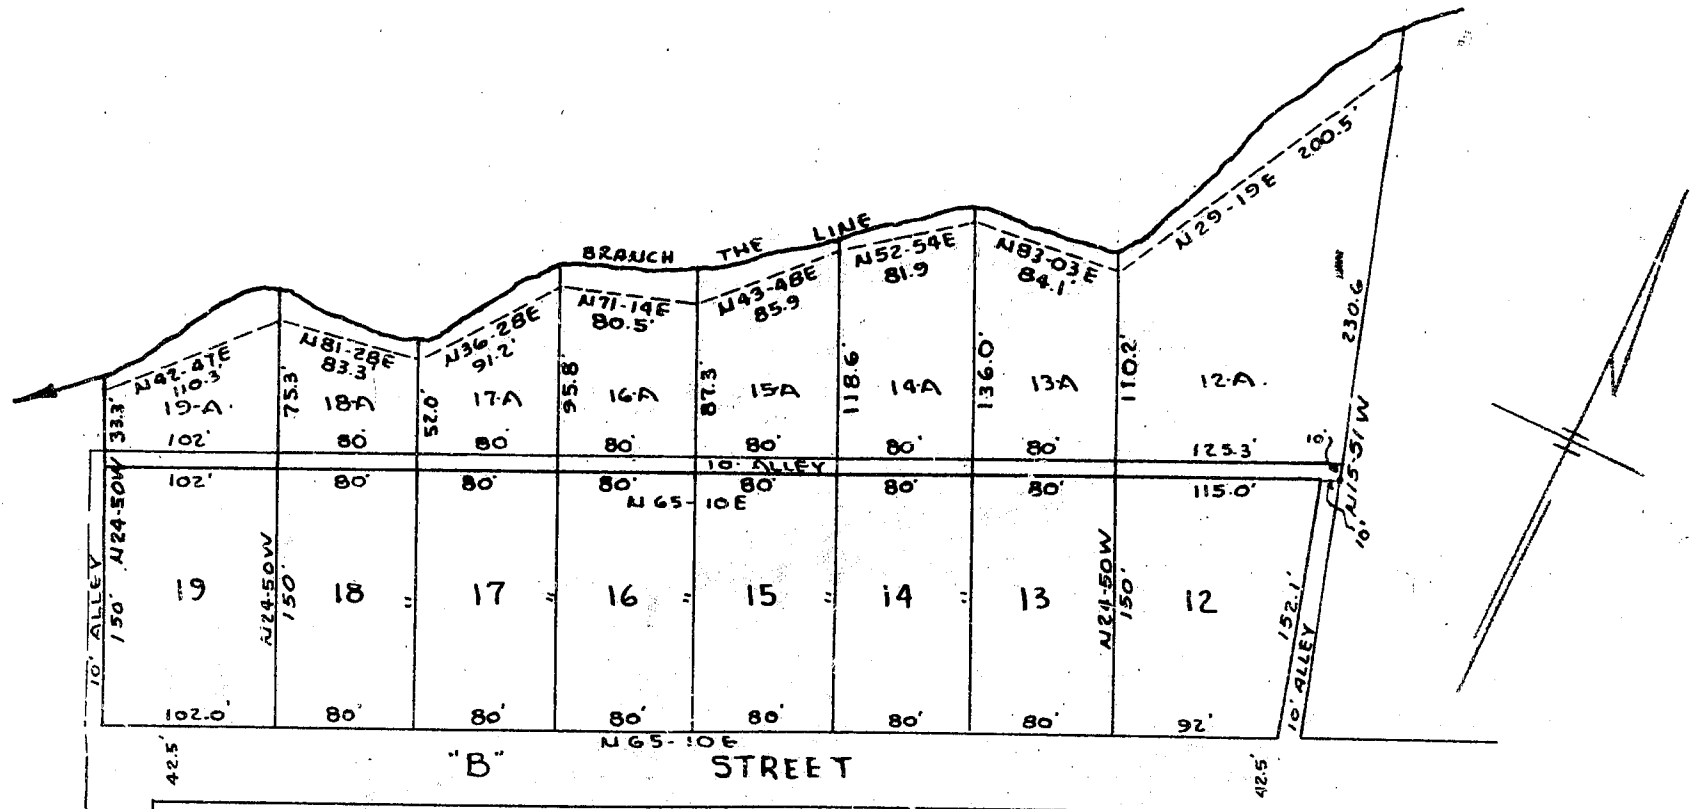 BRANCH THE LINE
N42-47E
110.3'
N81-28E
83.3'
N36-28E
91.2'
N71-14E
80.5'
N43-48E
85.9
N52-54E
81.9
N83-03E
84.1'
N29-19E 200.5'
33.3'
75.3'
52.0'
95.8'
87.3'
118.6'
136.0'
110.2'
230.6'
N15-51W
19-A.
18-A
17-A
16-A
15-A
14-A
13-A
12-A.
102'
80'
80'
80'
80'
80'
80'
125.3'
10'
10' ALLEY
102'
80'
80'
80'
80'
80'
80'
115.0'
10'
N 65-10E
10' ALLEY
150' N24-50W
19
N24-50W
150'
18
"
17
"
16
"
15
14
"
13
N24-50W
150'
12
152.1'
10' ALLEY
102.0'
80'
80'
80'
80'
80'
80'
92'
N 65-10E
42.5'
"B" STREET
42.5'
N